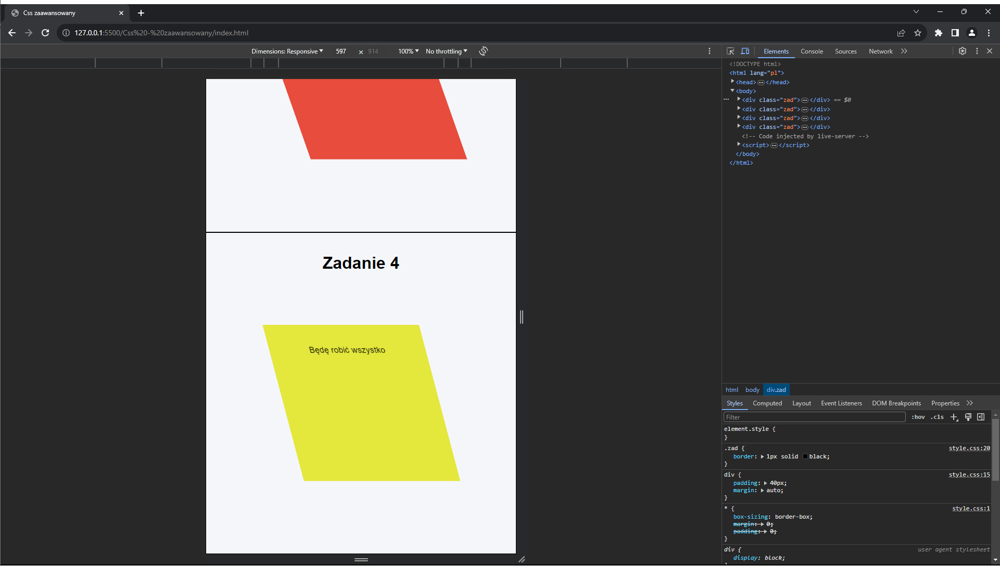 Css zaawansowany
127.0.0.1:5500/Css%20-%20zaawansowany/index.html
Dimensions: Responsive 597 × 914 100% No throttling
Elements Console Sources Network
<!DOCTYPE html>
<html lang="pl">
<head>…</head>
<body>
<div class="zad">…</div> == $0
<div class="zad">…</div>
<div class="zad">…</div>
<div class="zad">…</div>
<!-- Code injected by live-server -->
<script>…</script>
</body>
</html>
Zadanie 4
Będę robić wszystko
html body div.zad
Styles Computed Layout Event Listeners DOM Breakpoints Properties
Filter :hov .cls
element.style {
}
.zad { style.css:20
border: 1px solid black;
}
div { style.css:15
padding: 40px;
margin: auto;
}
* { style.css:1
box-sizing: border-box;
margin: 0;
padding: 0;
}
div { user agent stylesheet
display: block;